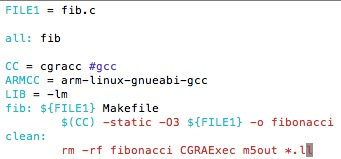 FILE1 = fib.c
all: fib
CC = cgracc #gcc
ARMCC = arm-linux-gnueabi-gcc
LIB = -lm
fib: ${FILE1} Makefile
$(CC) -static -O3 ${FILE1} -o fibonacci
clean:
rm -rf fibonacci CGRAExec m5out *.ll